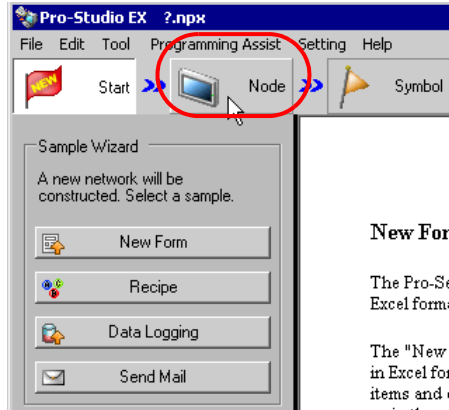 Pro-Studio EX ?.npx
File Edit Tool Programming Assist Setting Help
NEW Start Node Symbol
Sample Wizard
A new network will be
constructed. Select a sample.
New Form
Recipe
Data Logging
Send Mail
New For
The Pro-Se
Excel forma
The "New
in Excel for
items and